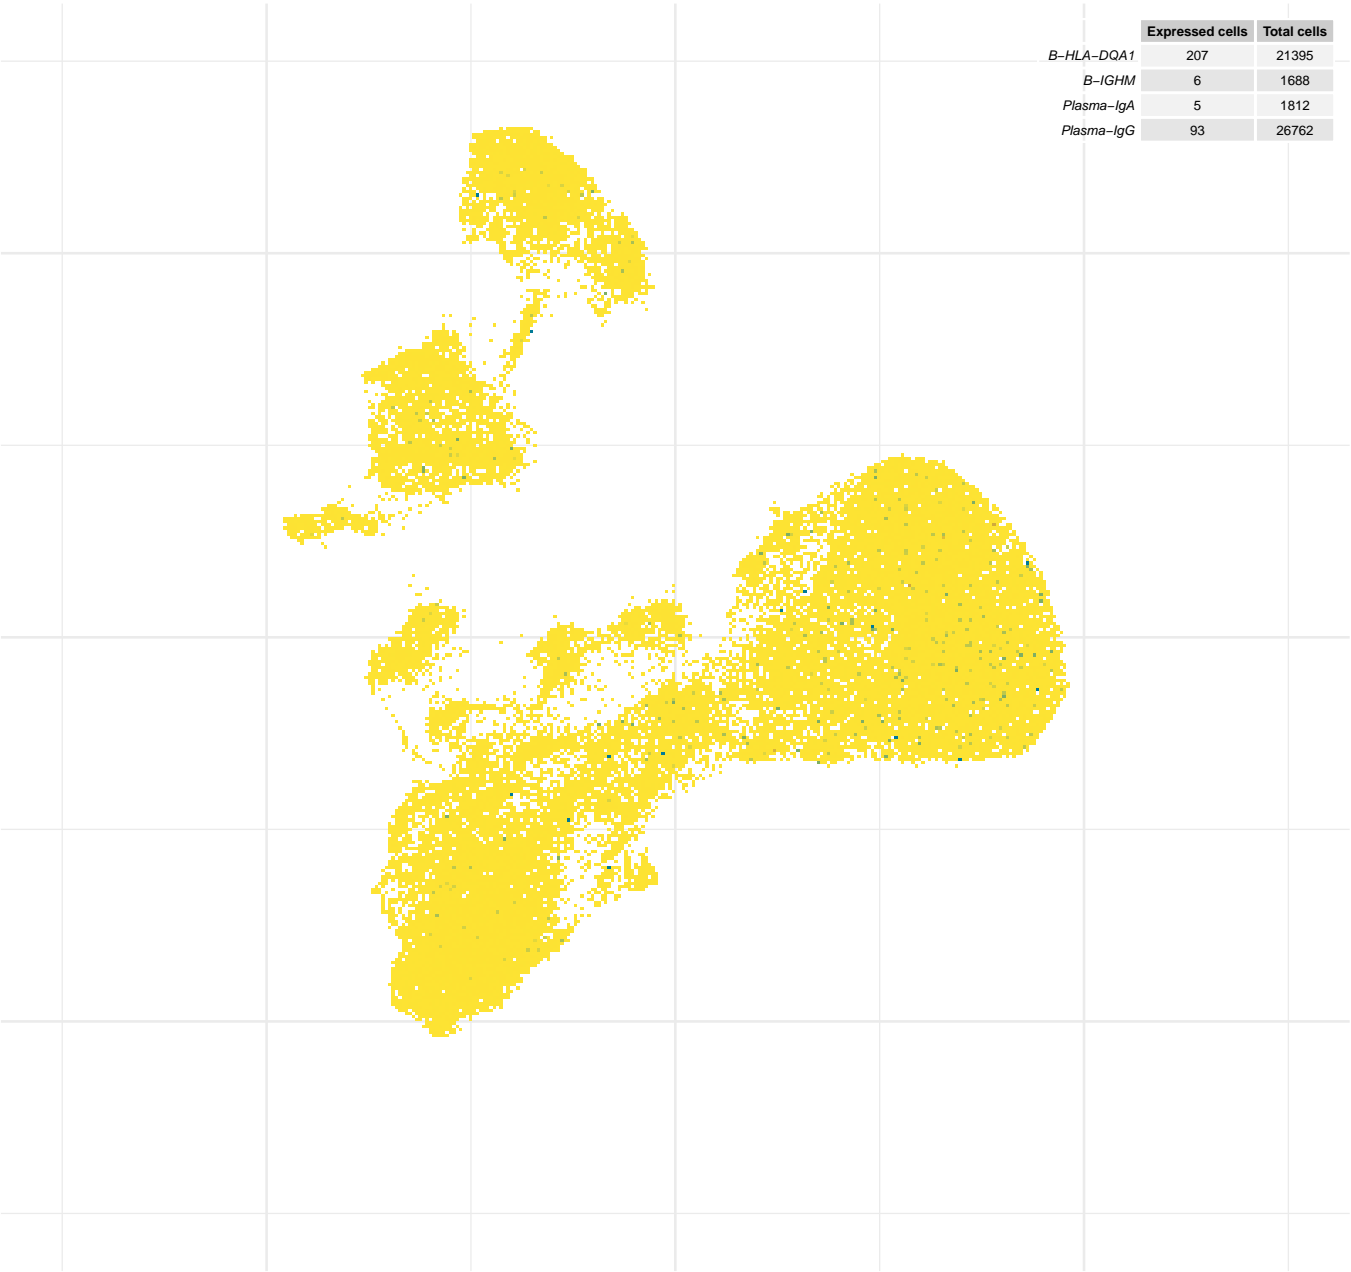 Expressed cells Total cells
B−HLA−DQA1 207 21395
B−IGHM 6 1688
Plasma−IgA 5 1812
Plasma−IgG 93 26762